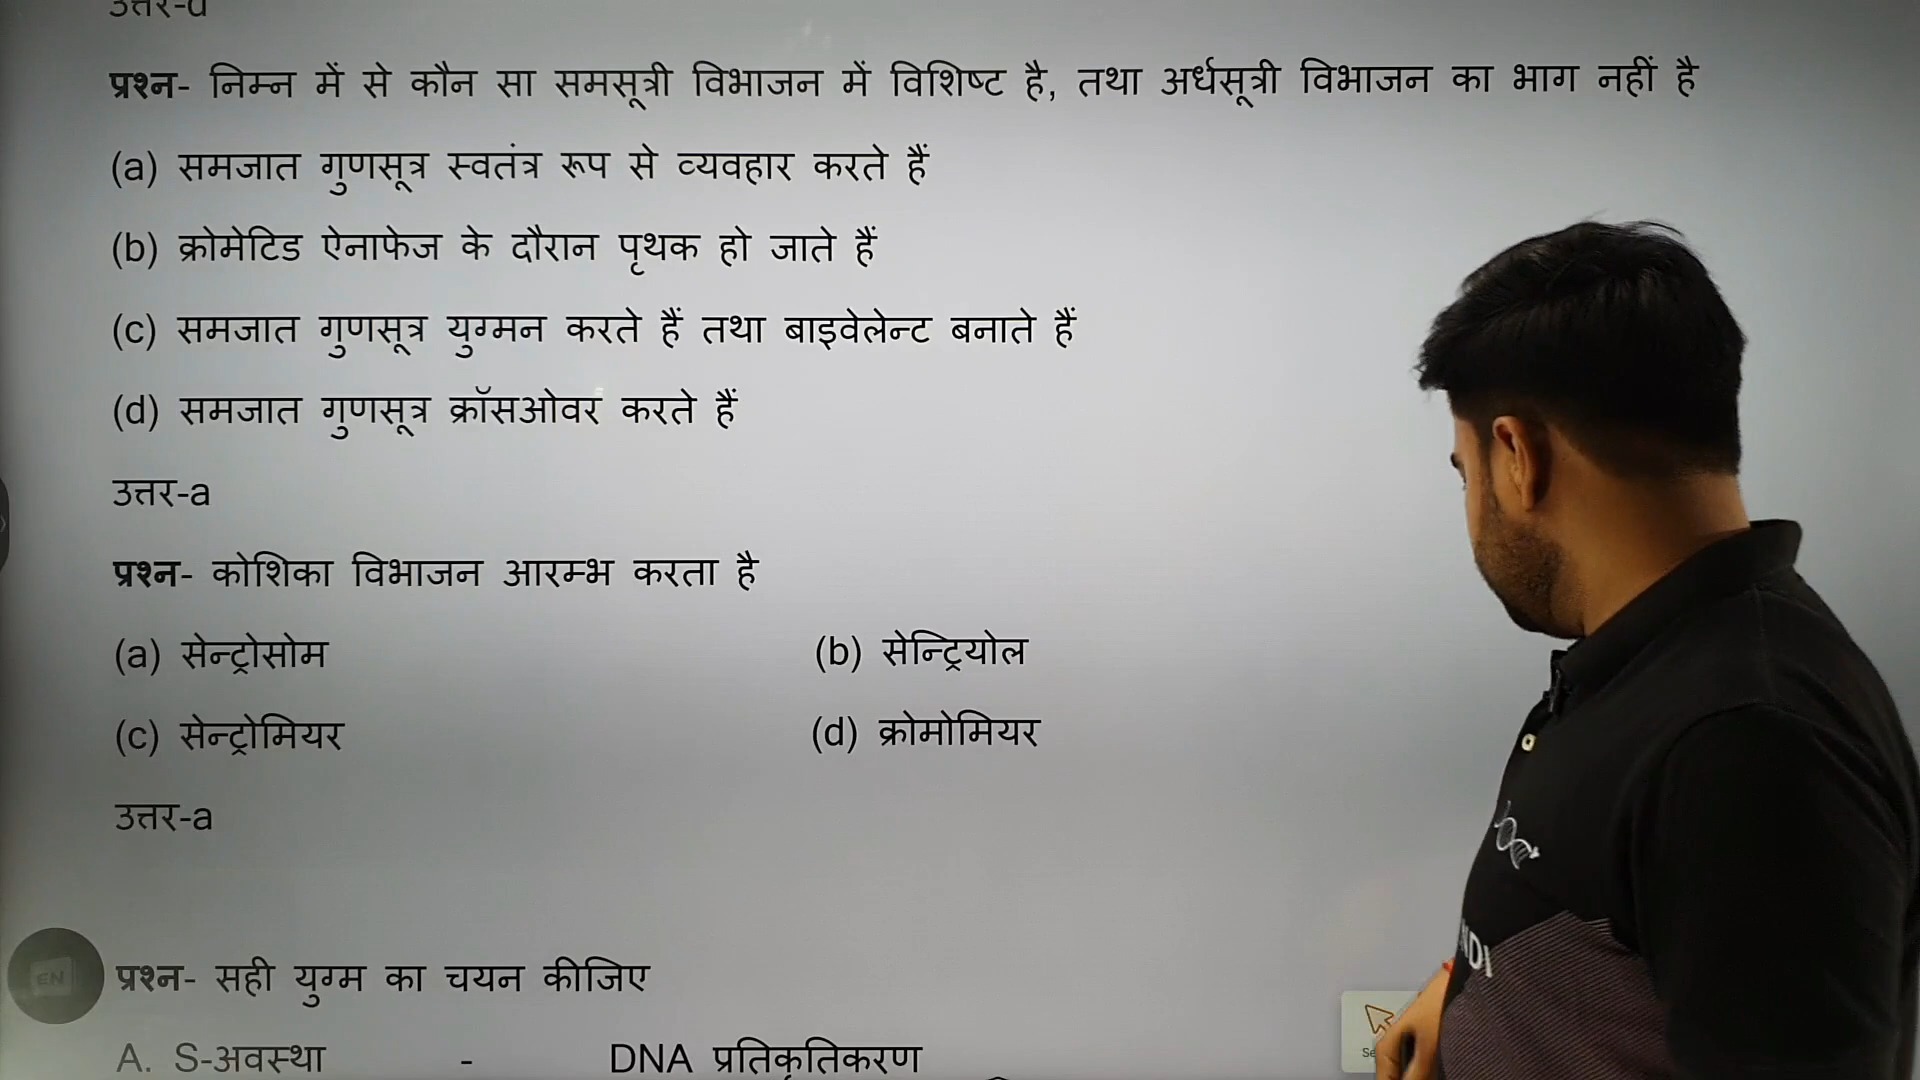 प्रश्न- निम्न में से कौन सा समसूत्री विभाजन में विशिष्ट है, तथा अर्धसूत्री विभाजन का भाग नहीं है
(a) समजात गुणसूत्र स्वतंत्र रूप से व्यवहार करते हैं
(b) क्रोमेटिड ऐनाफेज के दौरान पृथक हो जाते हैं
(c) समजात गुणसूत्र युग्मन करते हैं तथा बाइवेलेन्ट बनाते हैं
(d) समजात गुणसूत्र क्रॉसओवर करते हैं
उत्तर-a
प्रश्न- कोशिका विभाजन आरम्भ करता है
(a) सेन्ट्रोसोम (b) सेन्ट्रियोल
(c) सेन्ट्रोमियर (d) क्रोमोमियर
उत्तर-a
EN
प्रश्न- सही युग्म का चयन कीजिए
A. S-अवस्था - DNA प्रतिकृतिकरण